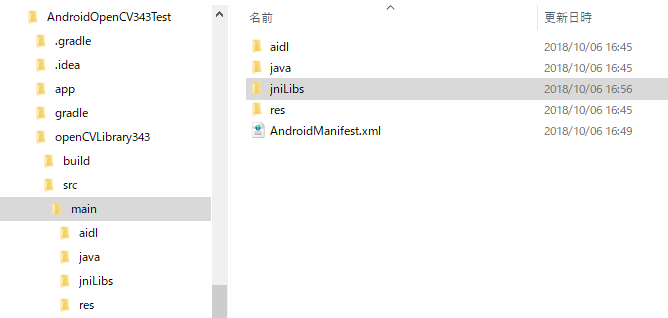 AndroidOpenCV343Test
.gradle
.idea
app
gradle
openCVLibrary343
build
src
main
aidl
java
jniLibs
res
名前 更新日時
aidl 2018/10/06 16:45
java 2018/10/06 16:45
jniLibs 2018/10/06 16:56
res 2018/10/06 16:45
AndroidManifest.xml 2018/10/06 16:49